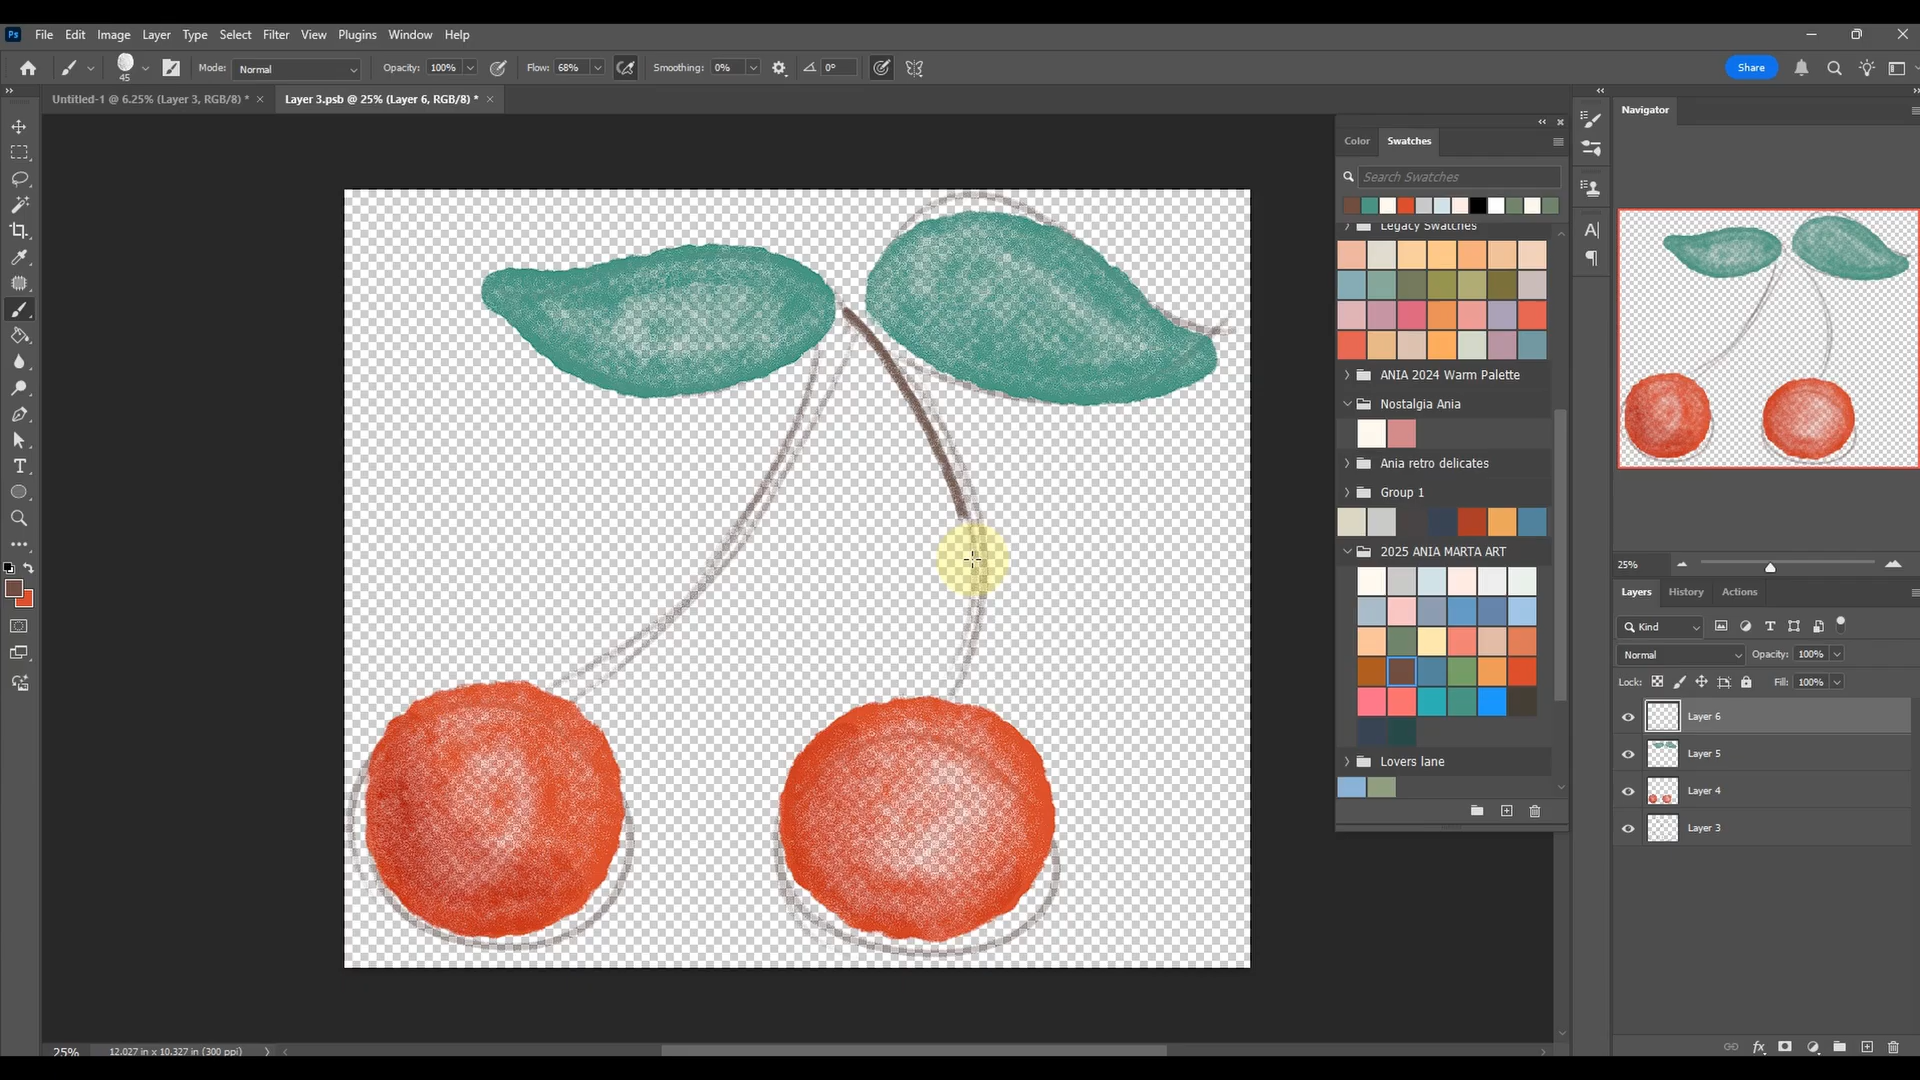 Ps File Edit Image Layer Type Select Filter View Plugins Window Help
45 Mode: Normal Opacity: 100% Flow: 68% Smoothing: 0% 0° Share
Untitled-1 @ 6.25% (Layer 3, RGB/8) * Layer 3.psb @ 25% (Layer 6, RGB/8) *
Color Swatches
Search Swatches
Legacy Swatches
ANIA 2024 Warm Palette
Nostalgia Ania
Ania retro delicates
Group 1
2025 ANIA MARTA ART
Lovers lane
Navigator
25%
Layers History Actions
Kind
Normal Opacity: 100%
Lock: Fill: 100%
Layer 6
Layer 5
Layer 4
Layer 3
25% 12.027 in x 10.327 in (300 ppi)